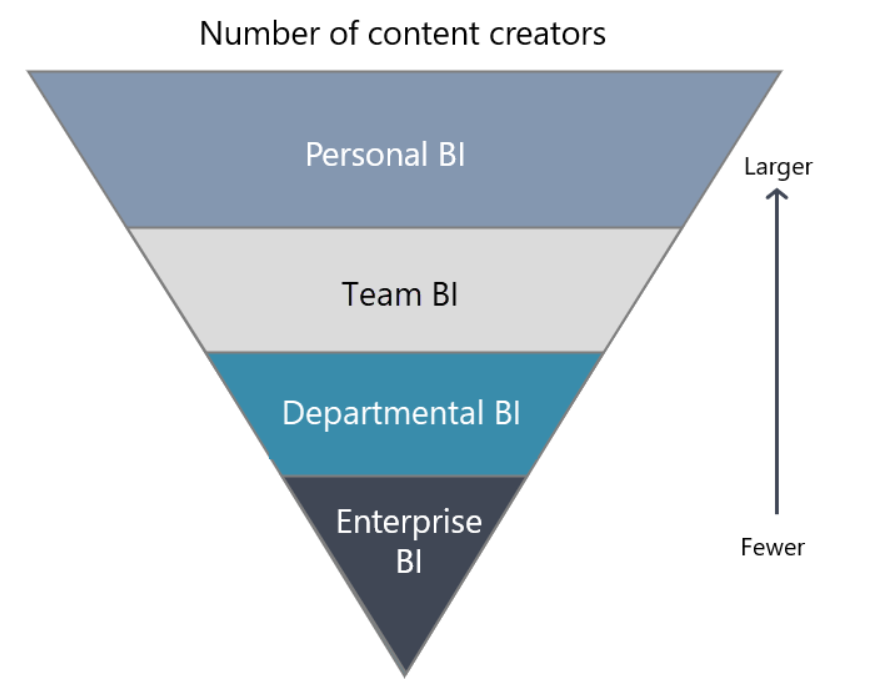 Number of content creators
Personal BI
Larger
Team BI
Departmental BI
Enterprise
BI
Fewer